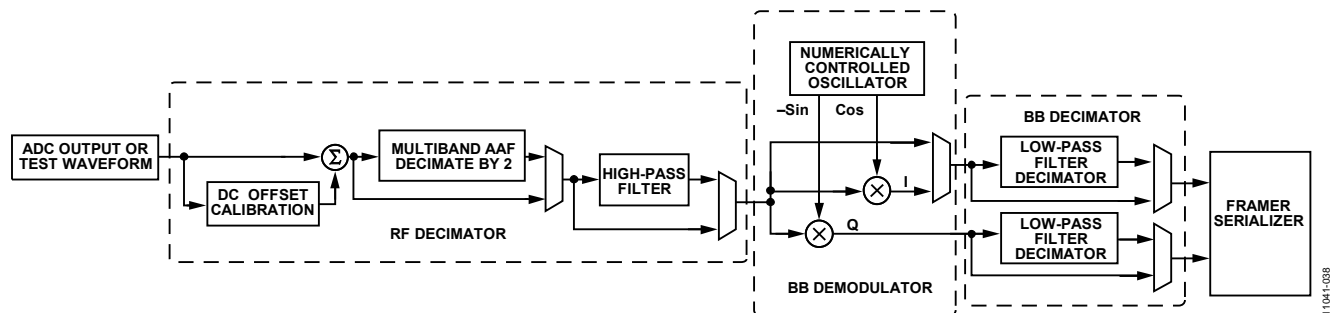 ADC OUTPUT OR
TEST WAVEFORM
DC OFFSET
CALIBRATION
Σ
MULTIBAND AAF
DECIMATE BY 2
HIGH-PASS
FILTER
RF DECIMATOR
NUMERICALLY
CONTROLLED
OSCILLATOR
–Sin
Cos
I
Q
BB DEMODULATOR
BB DECIMATOR
LOW-PASS
FILTER
DECIMATOR
LOW-PASS
FILTER
DECIMATOR
FRAMER
SERIALIZER
11041-038